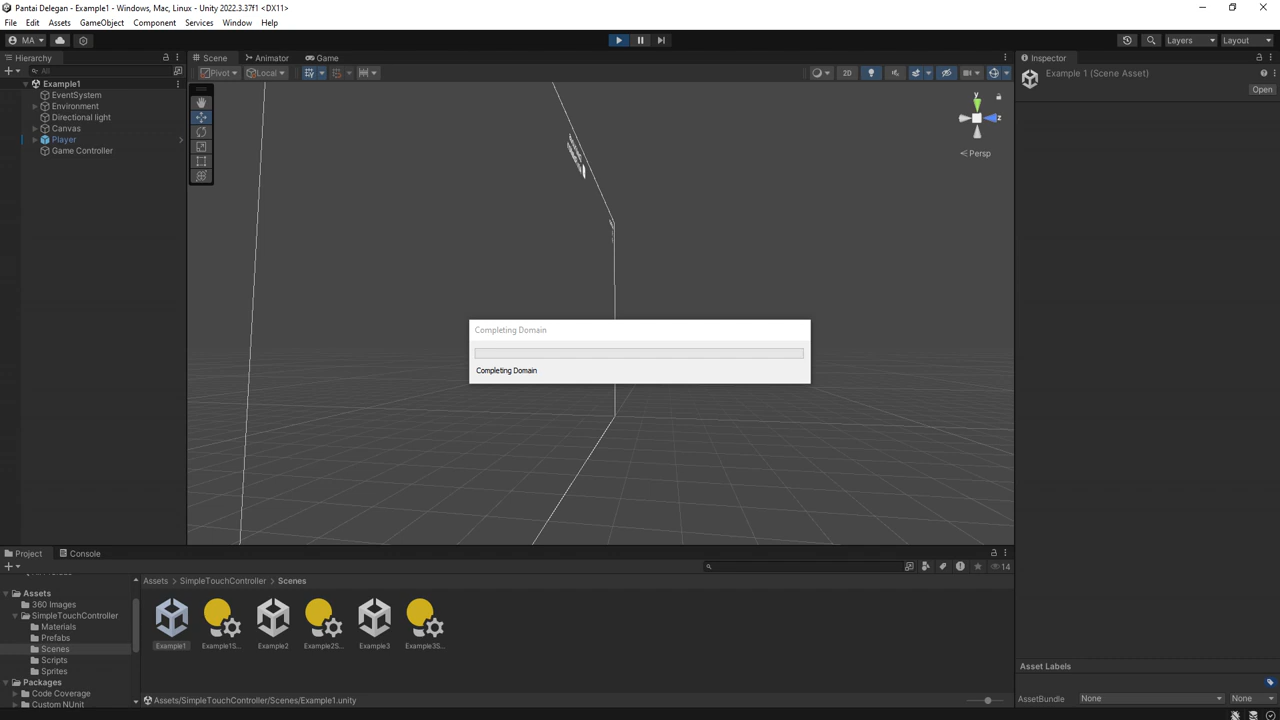 Pantai Delegan - Example1 - Windows, Mac, Linux - Unity 2022.3.37f1 <DX11>
File Edit Assets GameObject Component Services Window Help
MA Layers Layout
Hierarchy
All
Example1
EventSystem
Environment
Directional light
Canvas
Player
Game Controller
Scene Animator Game
Pivot Local 2D
y
z
Persp
Completing Domain
Completing Domain
Inspector
Example 1 (Scene Asset)
Open
Project Console
14
Assets
360 Images
SimpleTouchController
Materials
Prefabs
Scenes
Scripts
Sprites
Packages
Code Coverage
Custom NUnit
Assets > SimpleTouchController > Scenes
Example1 Example1S... Example2 Example2S... Example3 Example3S...
Assets/SimpleTouchController/Scenes/Example1.unity
Asset Labels
AssetBundle None None